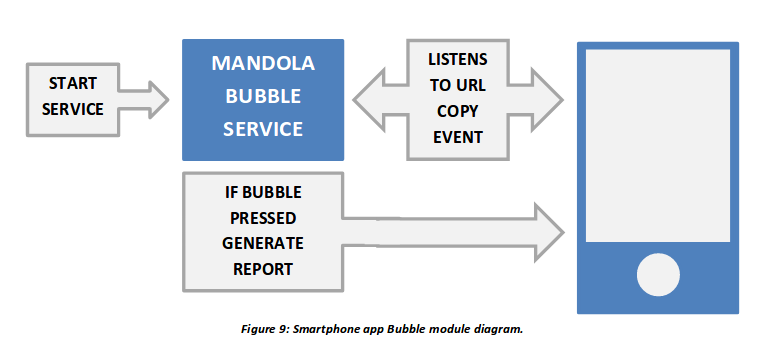 START
SERVICE
MANDOLA
BUBBLE
SERVICE
LISTENS
TO URL
COPY
EVENT
IF BUBBLE
PRESSED
GENERATE
REPORT
Figure 9: Smartphone app Bubble module diagram.